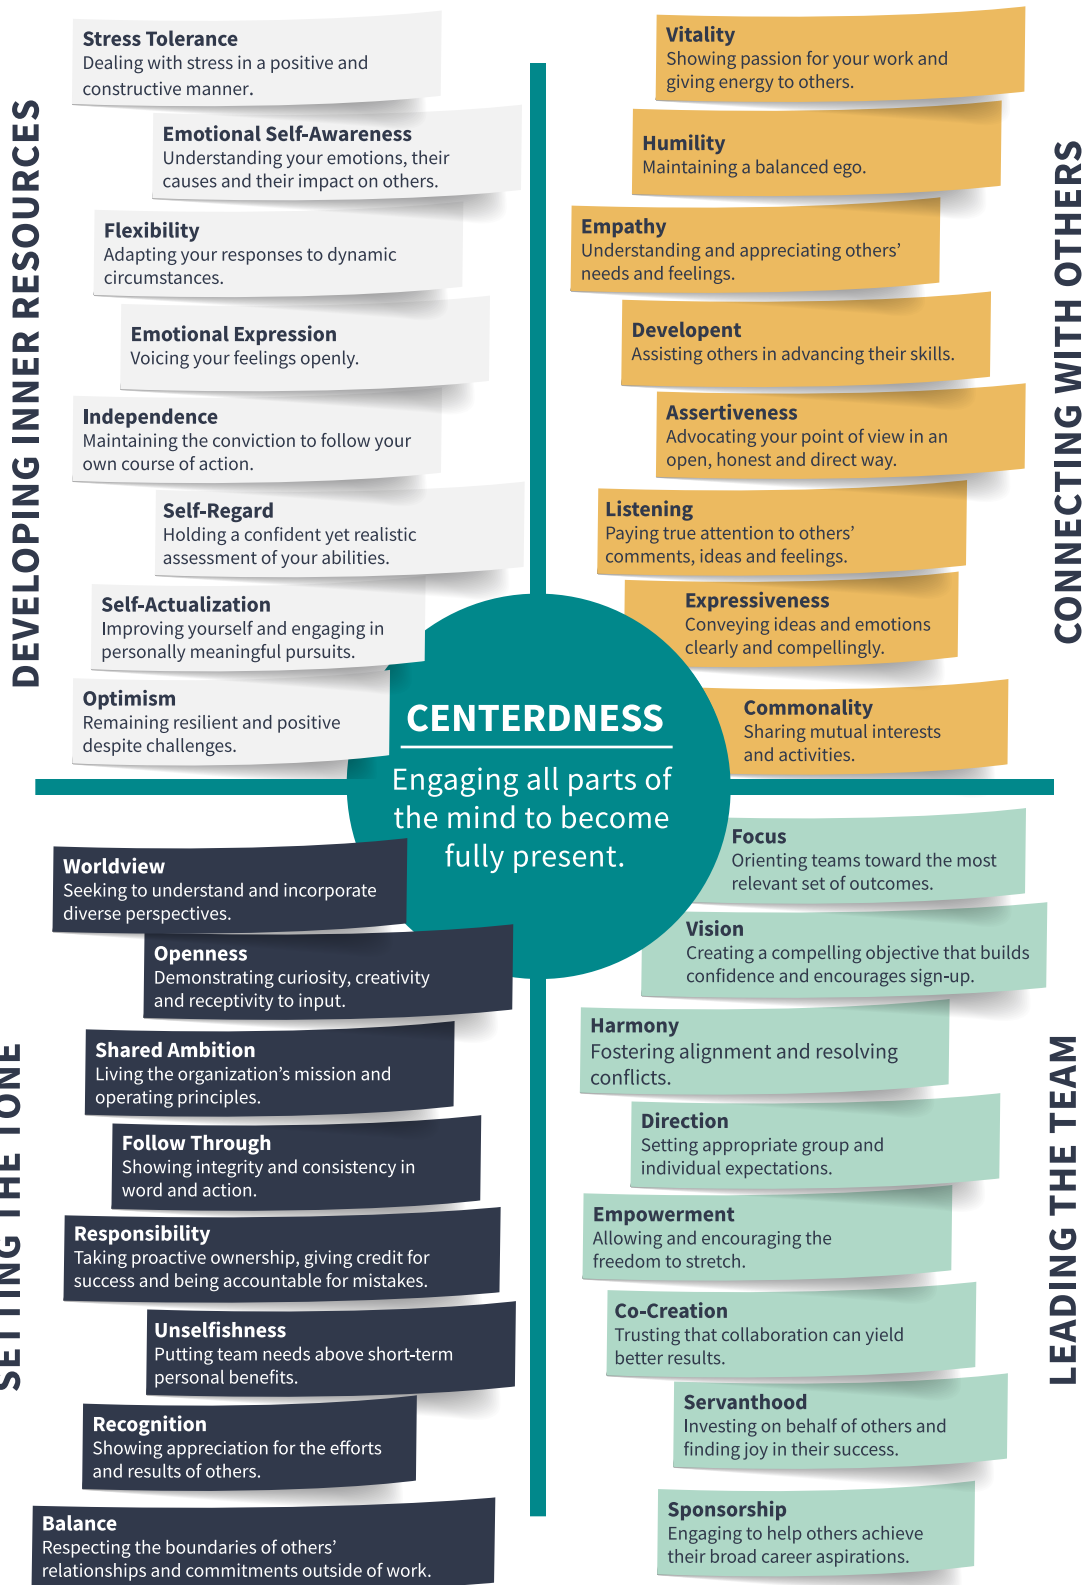 DEVELOPING INNER RESOURCES
Stress Tolerance
Dealing with stress in a positive and
constructive manner.
Emotional Self-Awareness
Understanding your emotions, their
causes and their impact on others.
Flexibility
Adapting your responses to dynamic
circumstances.
Emotional Expression
Voicing your feelings openly.
Independence
Maintaining the conviction to follow your
own course of action.
Self-Regard
Holding a confident yet realistic
assessment of your abilities.
Self-Actualization
Improving yourself and engaging in
personally meaningful pursuits.
Optimism
Remaining resilient and positive
despite challenges.
CONNECTING WITH OTHERS
Vitality
Showing passion for your work and
giving energy to others.
Humility
Maintaining a balanced ego.
Empathy
Understanding and appreciating others’
needs and feelings.
Developent
Assisting others in advancing their skills.
Assertiveness
Advocating your point of view in an
open, honest and direct way.
Listening
Paying true attention to others’
comments, ideas and feelings.
Expressiveness
Conveying ideas and emotions
clearly and compellingly.
Commonality
Sharing mutual interests
and activities.
CENTERDNESS
Engaging all parts of
the mind to become
fully present.
SETTING THE TONE
Worldview
Seeking to understand and incorporate
diverse perspectives.
Openness
Demonstrating curiosity, creativity
and receptivity to input.
Shared Ambition
Living the organization’s mission and
operating principles.
Follow Through
Showing integrity and consistency in
word and action.
Responsibility
Taking proactive ownership, giving credit for
success and being accountable for mistakes.
Unselfishness
Putting team needs above short-term
personal benefits.
Recognition
Showing appreciation for the efforts
and results of others.
Balance
Respecting the boundaries of others’
relationships and commitments outside of work.
LEADING THE TEAM
Focus
Orienting teams toward the most
relevant set of outcomes.
Vision
Creating a compelling objective that builds
confidence and encourages sign-up.
Harmony
Fostering alignment and resolving
conflicts.
Direction
Setting appropriate group and
individual expectations.
Empowerment
Allowing and encouraging the
freedom to stretch.
Co-Creation
Trusting that collaboration can yield
better results.
Servanthood
Investing on behalf of others and
finding joy in their success.
Sponsorship
Engaging to help others achieve
their broad career aspirations.